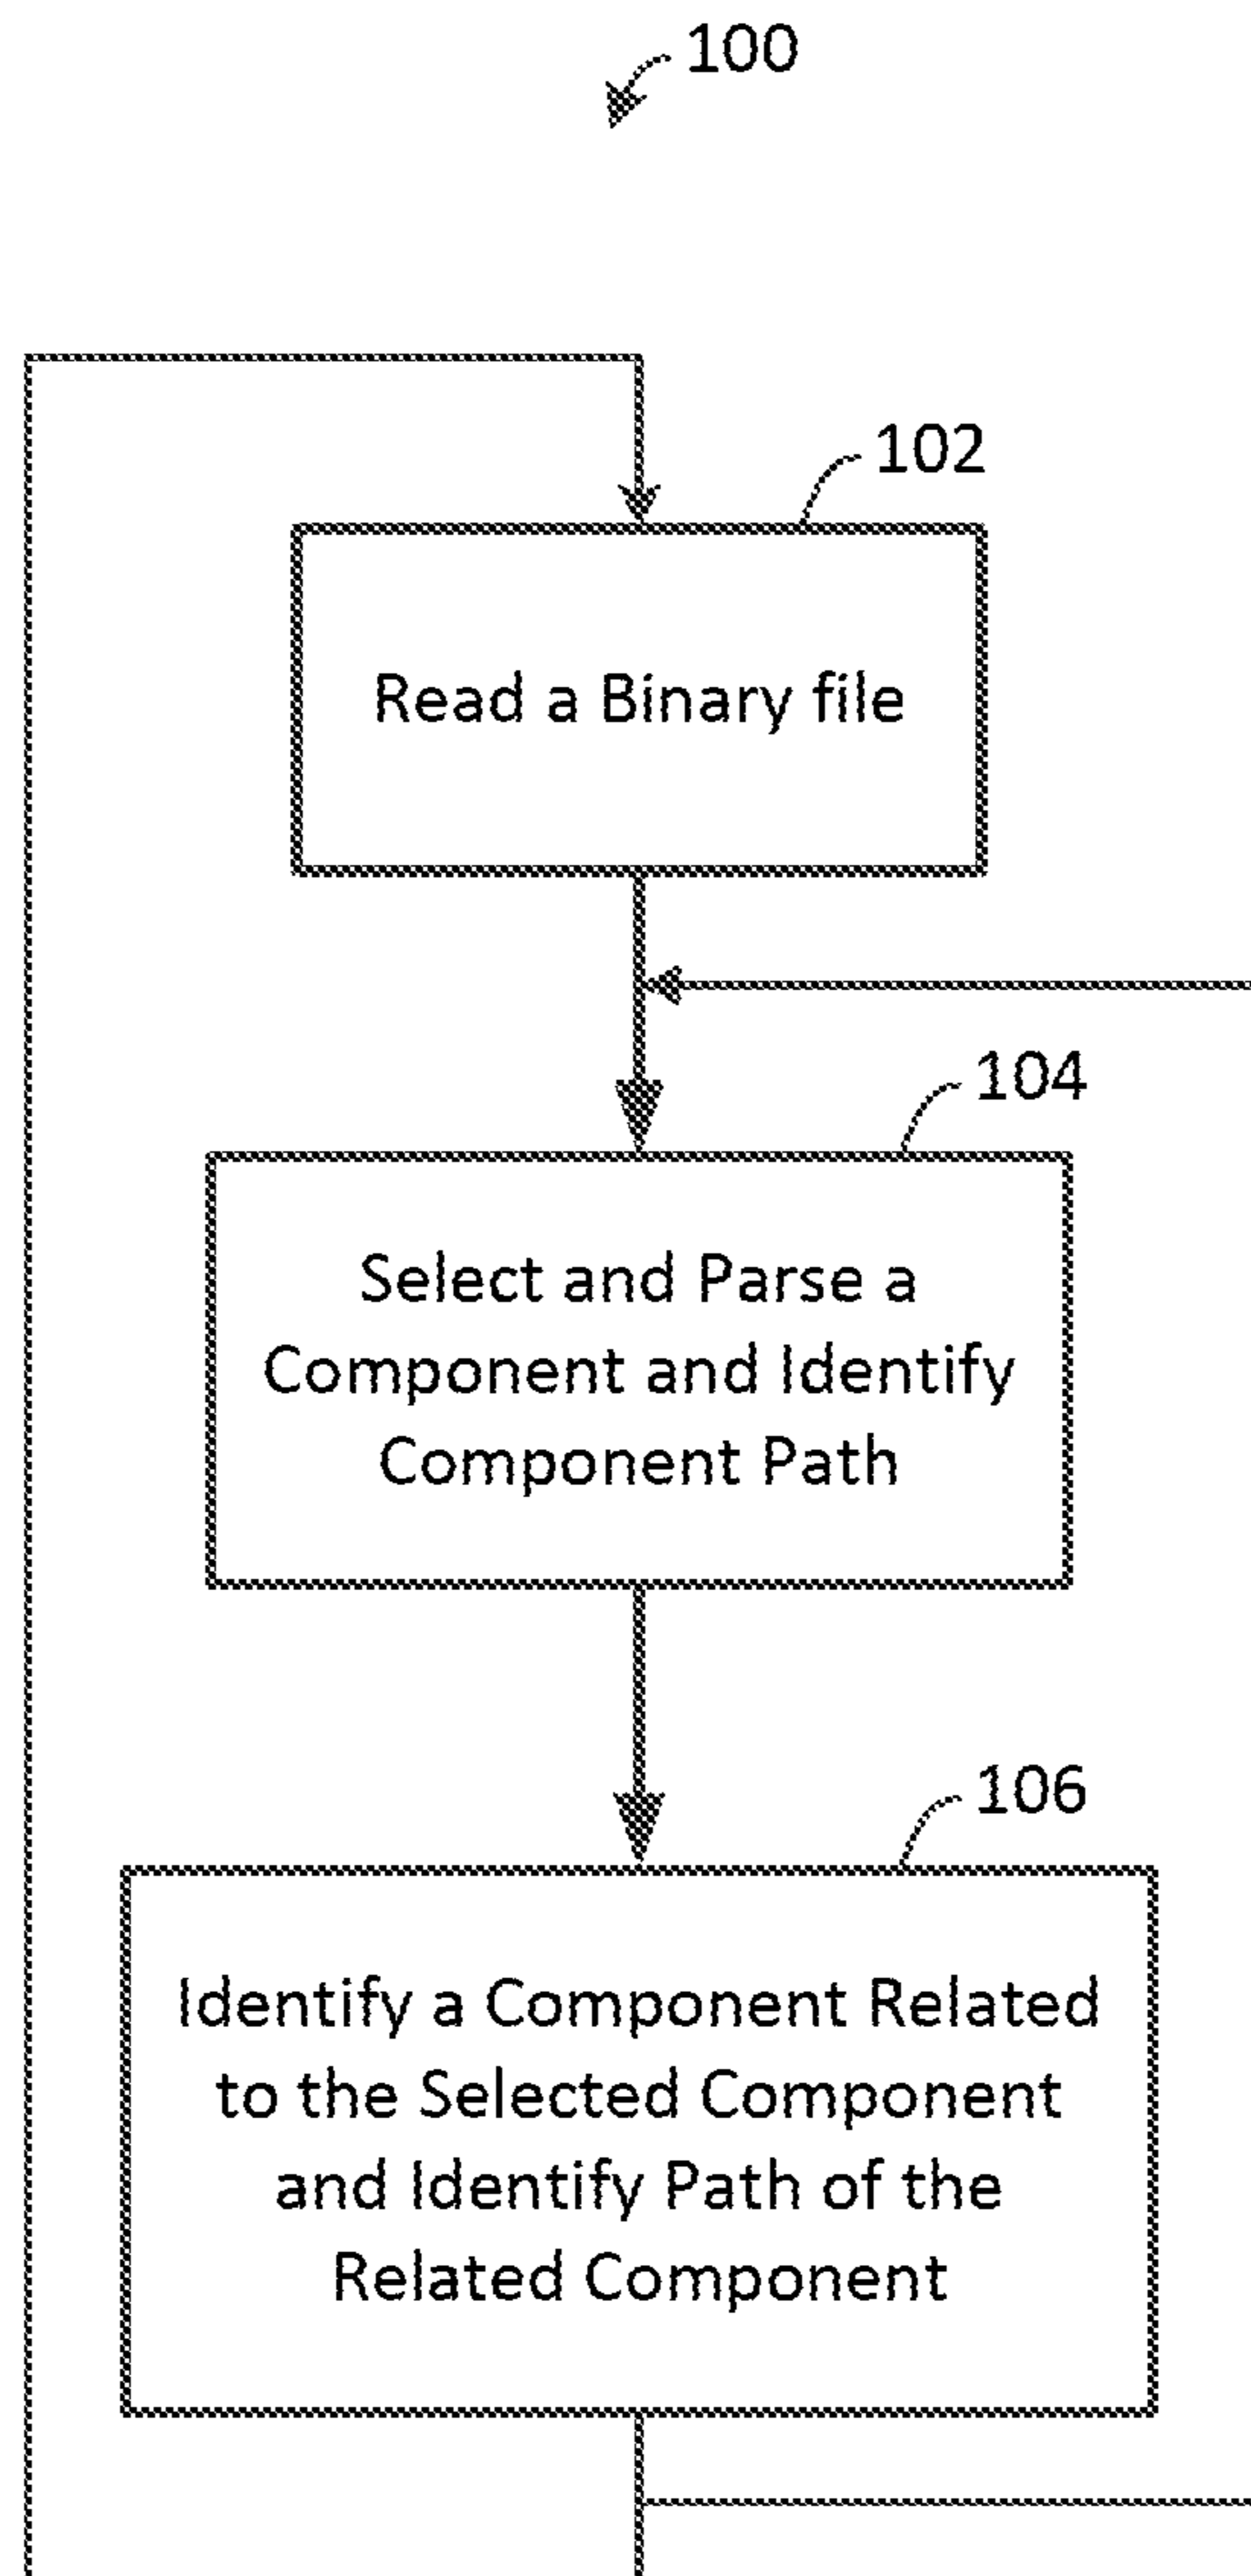 100
102
Read a Binary file
104
Select and Parse a
Component and Identify
Component Path
106
Identify a Component Related
to the Selected Component
and Identify Path of the
Related Component